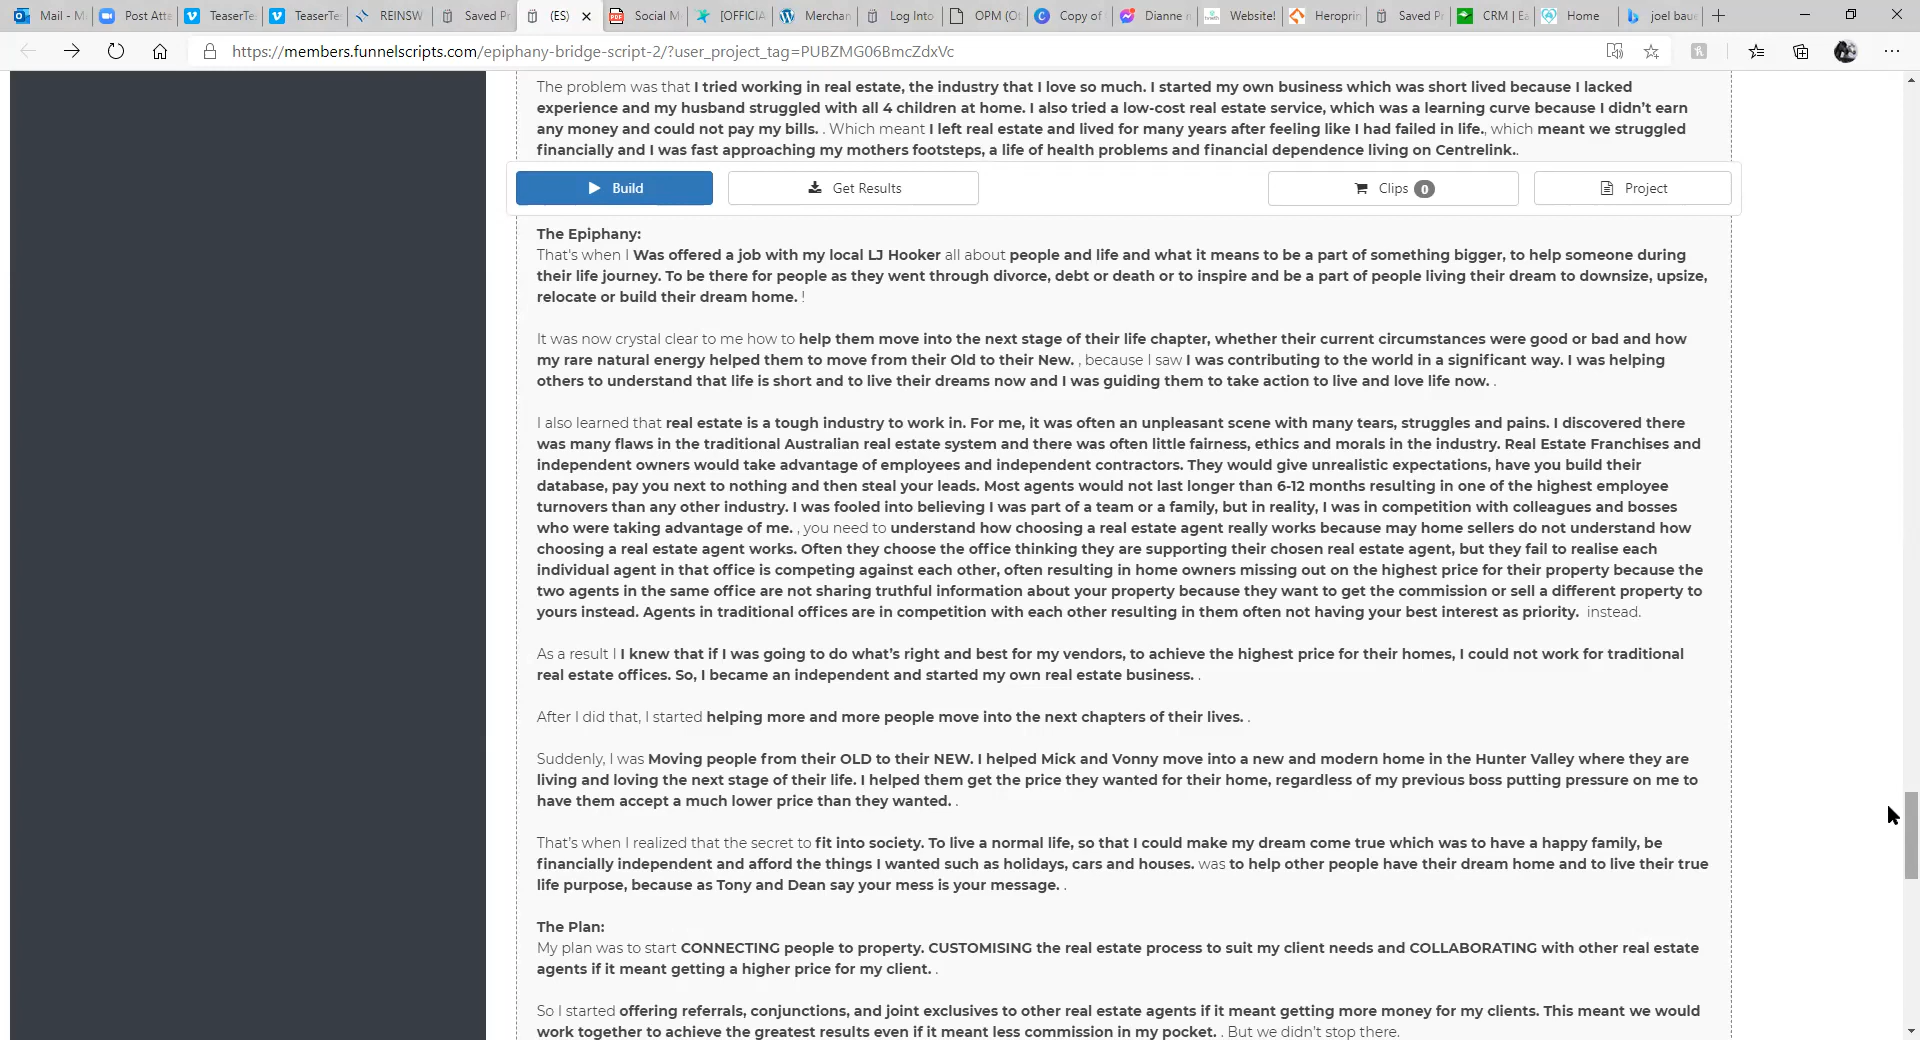 Mail - M
Post Atta
TeaserTe
TeaserTe
REINSW
Saved Pr
(ES)
Social M
[OFFICIA
Merchan
Log Into
OPM (O
Copy of
Dianne n
Website!
Heroprin
Saved Pr
CRM | Ea
Home
joel baue
https://members.funnelscripts.com/epiphany-bridge-script-2/?user_project_tag=PUBZMG06BmcZdxVc
The problem was that I tried working in real estate, the industry that I love so much. I started my own business which was short lived because I lacked
experience and my husband struggled with all 4 children at home. I also tried a low-cost real estate service, which was a learning curve because I didn’t earn
any money and could not pay my bills. . Which meant I left real estate and lived for many years after feeling like I had failed in life., which meant we struggled
financially and I was fast approaching my mothers footsteps, a life of health problems and financial dependence living on Centrelink..
Build
Get Results
Clips 0
Project
The Epiphany:
That's when I Was offered a job with my local LJ Hooker all about people and life and what it means to be a part of something bigger, to help someone during
their life journey. To be there for people as they went through divorce, debt or death or to inspire and be a part of people living their dream to downsize, upsize,
relocate or build their dream home. !
It was now crystal clear to me how to help them move into the next stage of their life chapter, whether their current circumstances were good or bad and how
my rare natural energy helped them to move from their Old to their New. , because I saw I was contributing to the world in a significant way. I was helping
others to understand that life is short and to live their dreams now and I was guiding them to take action to live and love life now. .
I also learned that real estate is a tough industry to work in. For me, it was often an unpleasant scene with many tears, struggles and pains. I discovered there
was many flaws in the traditional Australian real estate system and there was often little fairness, ethics and morals in the industry. Real Estate Franchises and
independent owners would take advantage of employees and independent contractors. They would give unrealistic expectations, have you build their
database, pay you next to nothing and then steal your leads. Most agents would not last longer than 6-12 months resulting in one of the highest employee
turnovers than any other industry. I was fooled into believing I was part of a team or a family, but in reality, I was in competition with colleagues and bosses
who were taking advantage of me. , you need to understand how choosing a real estate agent really works because may home sellers do not understand how
choosing a real estate agent works. Often they choose the office thinking they are supporting their chosen real estate agent, but they fail to realise each
individual agent in that office is competing against each other, often resulting in home owners missing out on the highest price for their property because the
two agents in the same office are not sharing truthful information about your property because they want to get the commission or sell a different property to
yours instead. Agents in traditional offices are in competition with each other resulting in them often not having your best interest as priority.  instead.
As a result I I knew that if I was going to do what’s right and best for my vendors, to achieve the highest price for their homes, I could not work for traditional
real estate offices. So, I became an independent and started my own real estate business. .
After I did that, I started helping more and more people move into the next chapters of their lives. .
Suddenly, I was Moving people from their OLD to their NEW. I helped Mick and Vonny move into a new and modern home in the Hunter Valley where they are
living and loving the next stage of their life. I helped them get the price they wanted for their home, regardless of my previous boss putting pressure on me to
have them accept a much lower price than they wanted. .
That’s when I realized that the secret to fit into society. To live a normal life, so that I could make my dream come true which was to have a happy family, be
financially independent and afford the things I wanted such as holidays, cars and houses. was to help other people have their dream home and to live their true
life purpose, because as Tony and Dean say your mess is your message. .
The Plan:
My plan was to start CONNECTING people to property. CUSTOMISING the real estate process to suit my client needs and COLLABORATING with other real estate
agents if it meant getting a higher price for my client. .
So I started offering referrals, conjunctions, and joint exclusives to other real estate agents if it meant getting more money for my clients. This meant we would
work together to achieve the greatest results even if it meant less commission in my pocket. . But we didn’t stop there.